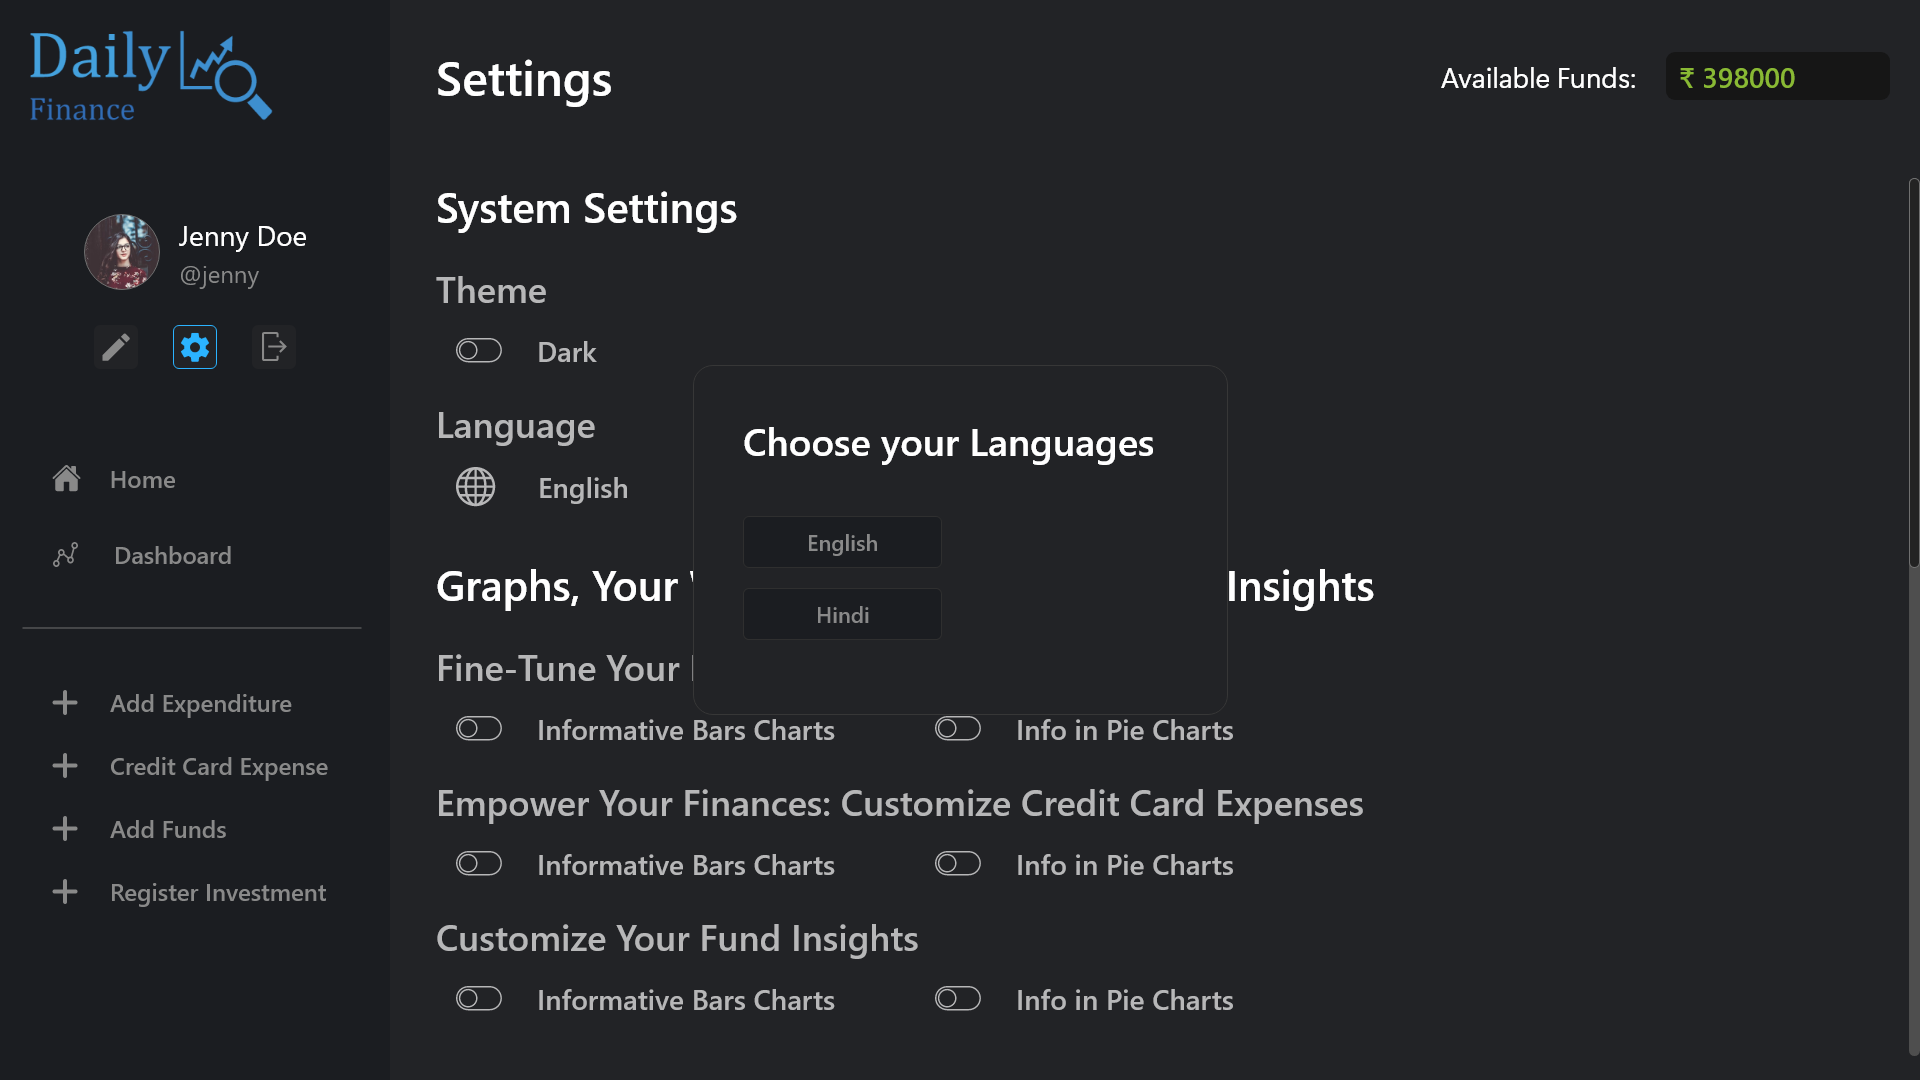 Daily
Finance
Jenny Doe
@jenny
Home
Dashboard
Add Expenditure
Credit Card Expense
Add Funds
Register Investment
Settings
Available Funds:
₹ 398000
System Settings
Theme
Dark
Language
English
Choose your Languages
English
Hindi
Graphs, Your
Insights
Fine-Tune Your
Informative Bars Charts
Info in Pie Charts
Empower Your Finances: Customize Credit Card Expenses
Informative Bars Charts
Info in Pie Charts
Customize Your Fund Insights
Informative Bars Charts
Info in Pie Charts